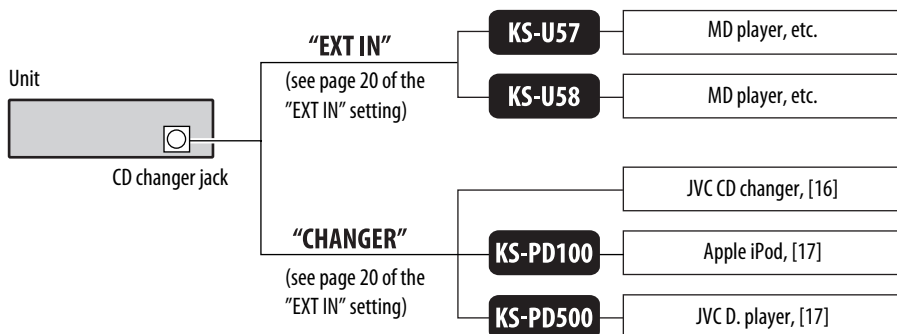 Unit
CD changer jack
“EXT IN”
(see page 20 of the
”EXT IN” setting)
KS-U57
MD player, etc.
KS-U58
MD player, etc.
“CHANGER”
(see page 20 of the
”EXT IN” setting)
JVC CD changer, [16]
KS-PD100
Apple iPod, [17]
KS-PD500
JVC D. player, [17]